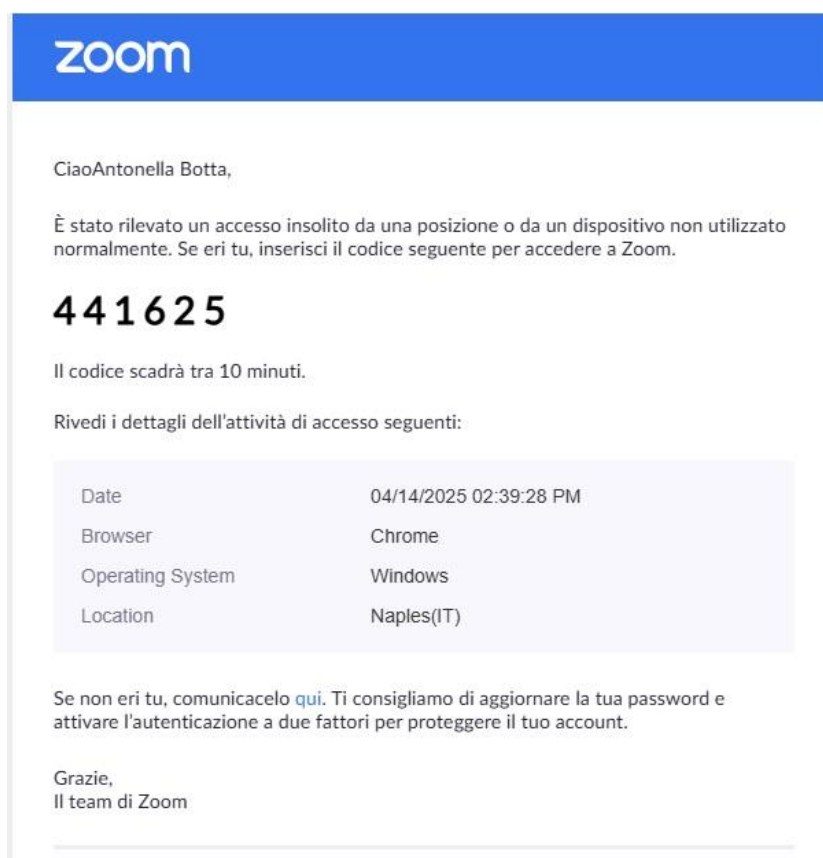 zoom
CiaoAntonella Botta,
È stato rilevato un accesso insolito da una posizione o da un dispositivo non utilizzato
normalmente. Se eri tu, inserisci il codice seguente per accedere a Zoom.
441625
Il codice scadrà tra 10 minuti.
Rivedi i dettagli dell'attività di accesso seguenti:
Date 04/14/2025 02:39:28 PM
Browser Chrome
Operating System Windows
Location Naples(IT)
Se non eri tu, comunicacelo qui. Ti consigliamo di aggiornare la tua password e
attivare l'autenticazione a due fattori per proteggere il tuo account.
Grazie,
Il team di Zoom